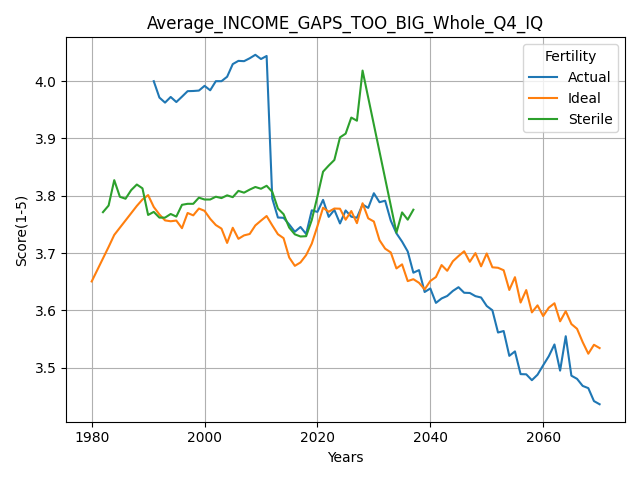 Average_INCOME_GAPS_TOO_BIG_Whole_Q4_IQ
Fertility
Actual
Ideal
Sterile
Score(1-5)
4.0
3.9
3.8
3.7
3.6
3.5
1980 2000 2020 2040 2060
Years